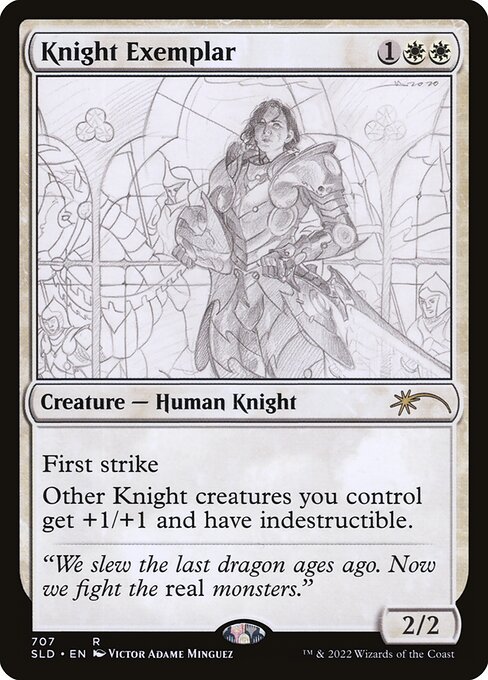 Knight Exemplar 1
Creature — Human Knight
First strike
Other Knight creatures you control
get +1/+1 and have indestructible.
“We slew the last dragon ages ago. Now
we fight the real monsters.”
2/2
707 R
SLD • EN Victor Adame Minguez
™ & 2022 Wizards of the Coast